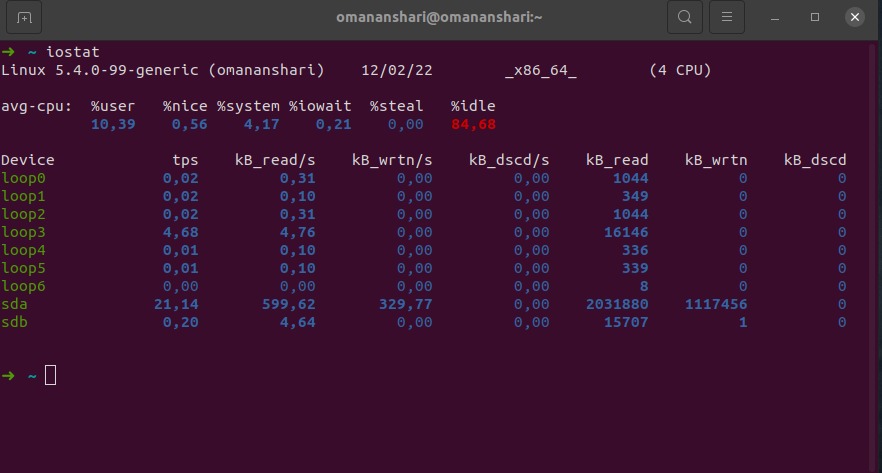 omananshari@omananshari:~
➜ ~ iostat
Linux 5.4.0-99-generic (omananshari) 12/02/22 _x86_64_ (4 CPU)
avg-cpu: %user %nice %system %iowait %steal %idle
10,39 0,56 4,17 0,21 0,00 84,68
Device tps kB_read/s kB_wrtn/s kB_dscd/s kB_read kB_wrtn kB_dscd
loop0 0,02 0,31 0,00 0,00 1044 0 0
loop1 0,02 0,10 0,00 0,00 349 0 0
loop2 0,02 0,31 0,00 0,00 1044 0 0
loop3 4,68 4,76 0,00 0,00 16146 0 0
loop4 0,01 0,10 0,00 0,00 336 0 0
loop5 0,01 0,10 0,00 0,00 339 0 0
loop6 0,00 0,00 0,00 0,00 8 0 0
sda 21,14 599,62 329,77 0,00 2031880 1117456 0
sdb 0,20 4,64 0,00 0,00 15707 1 0
➜ ~